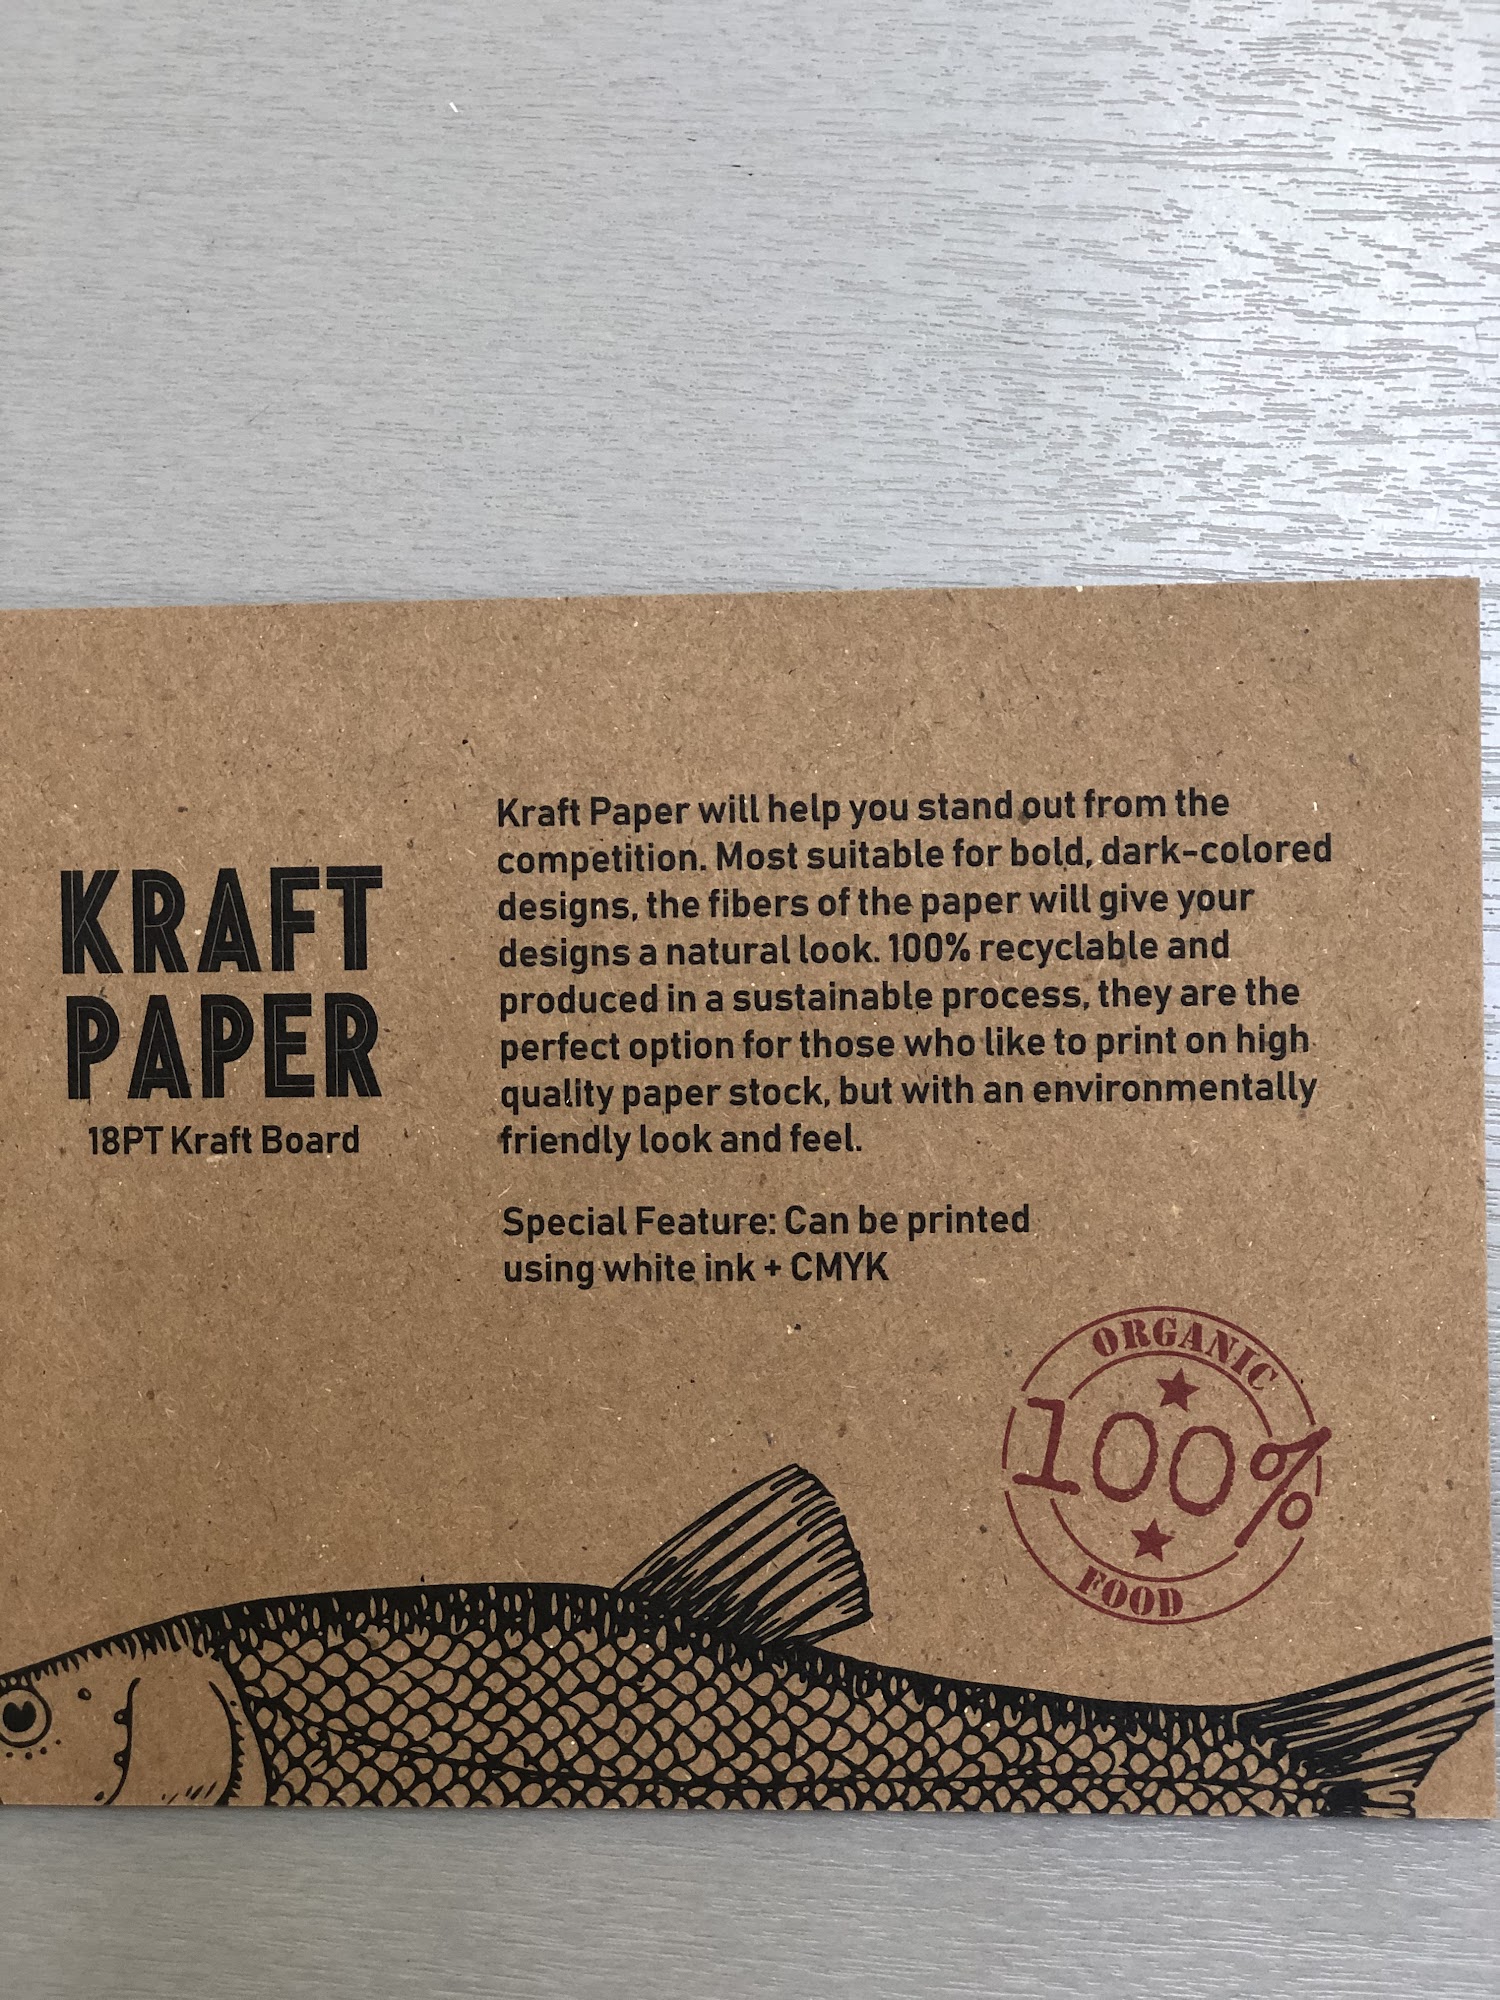 KRAFT
PAPER
18PT Kraft Board
Kraft Paper will help you stand out from the
competition. Most suitable for bold, dark-colored
designs, the fibers of the paper will give your
designs a natural look. 100% recyclable and
produced in a sustainable process, they are the
perfect option for those who like to print on high
quality paper stock, but with an environmentally
friendly look and feel.
Special Feature: Can be printed
using white ink + CMYK
ORGANIC
100%
FOOD